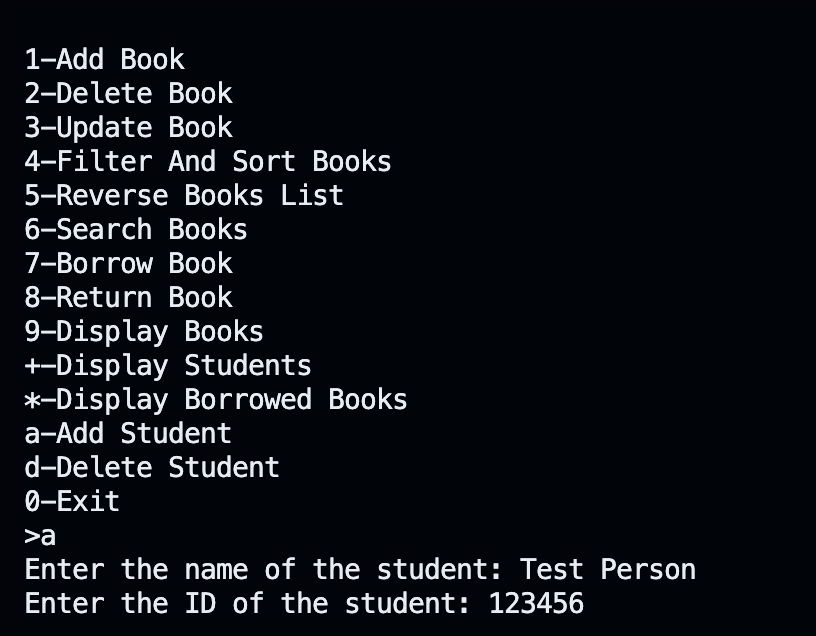 1-Add Book
2-Delete Book
3-Update Book
4-Filter And Sort Books
5-Reverse Books List
6-Search Books
7-Borrow Book
8-Return Book
9-Display Books
+-Display Students
*-Display Borrowed Books
a-Add Student
d-Delete Student
0-Exit
>a
Enter the name of the student: Test Person
Enter the ID of the student: 123456